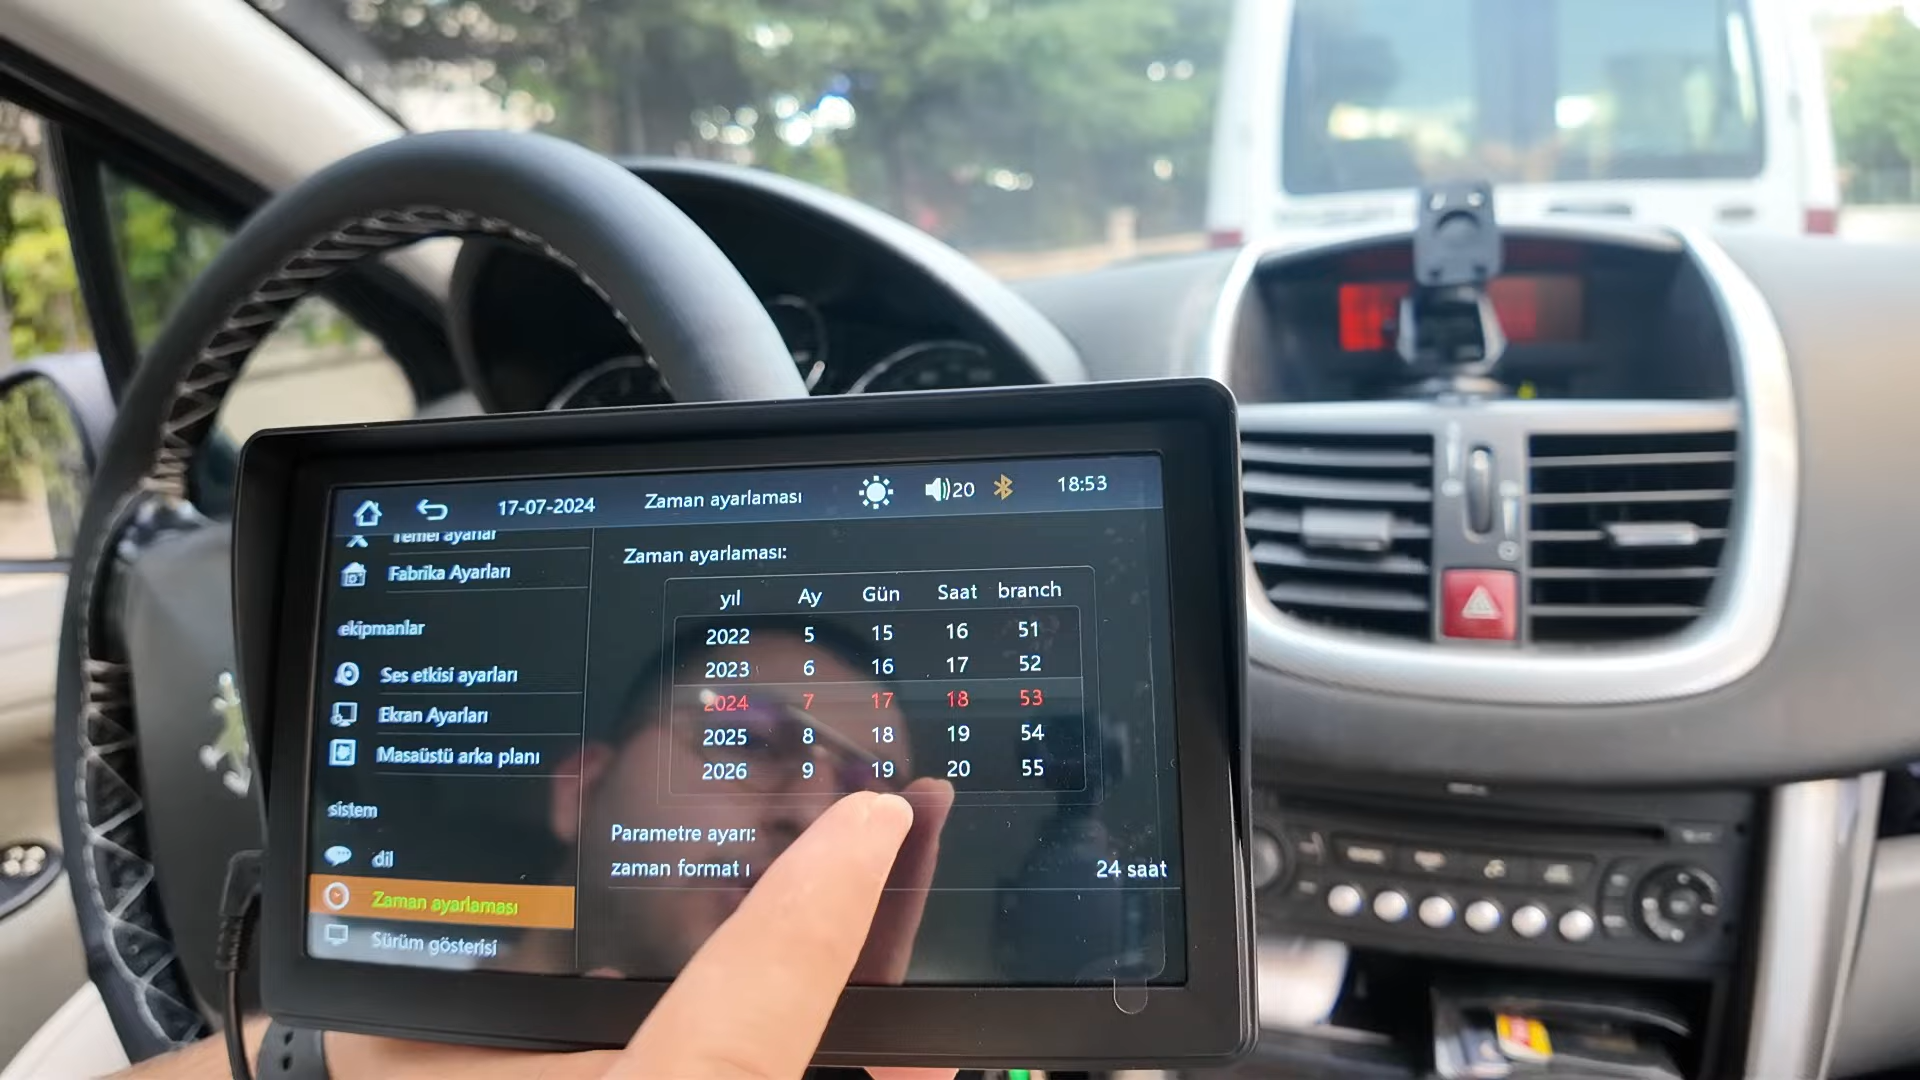 17-07-2024 Zaman ayarlaması 20 18:53
Temel ayarlar
Fabrika Ayarları
ekipmanlar
Ses etkisi ayarları
Ekran Ayarları
Masaüstü arka planı
sistem
dil
Zaman ayarlaması
Sürüm gösterisi
Zaman ayarlaması:
yıl Ay Gün Saat branch
2022 5 15 16 51
2023 6 16 17 52
2024 7 17 18 53
2025 8 18 19 54
2026 9 19 20 55
Parametre ayarı:
zaman format ı 24 saat